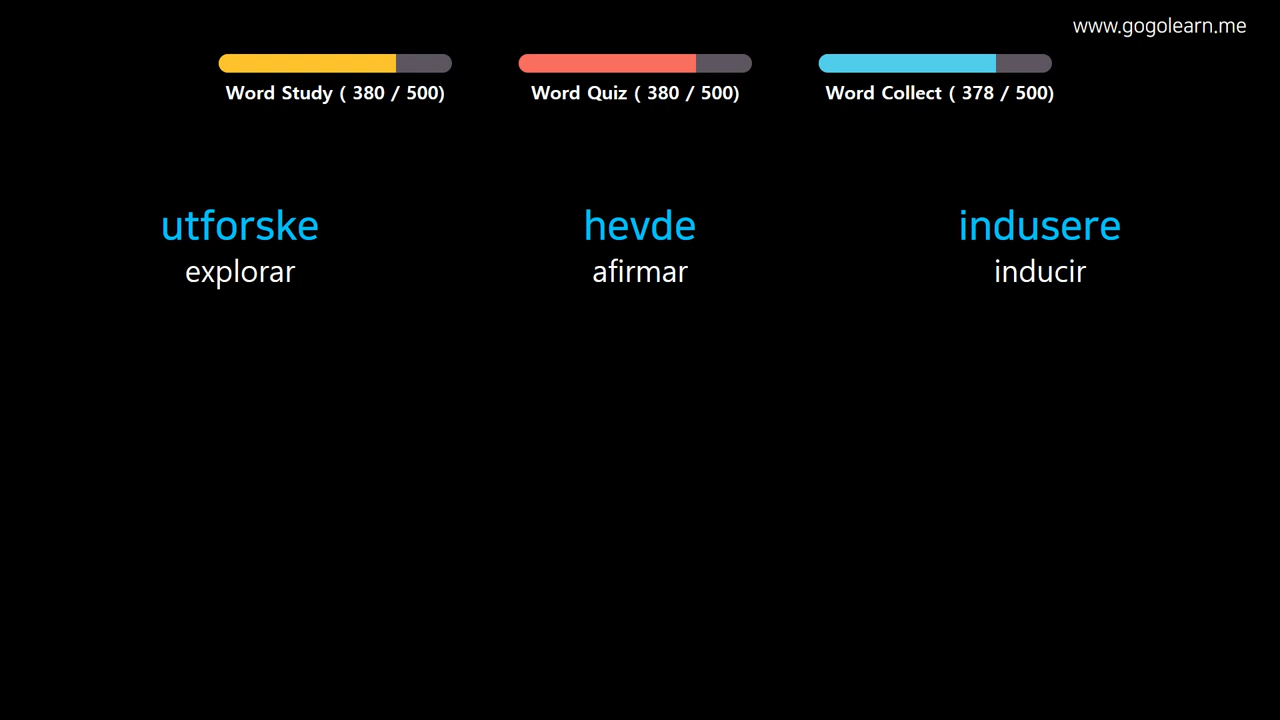 www.gogolearn.me
Word Study ( 380 / 500)
Word Quiz ( 380 / 500)
Word Collect ( 378 / 500)
utforske
explorar
hevde
afirmar
indusere
inducir